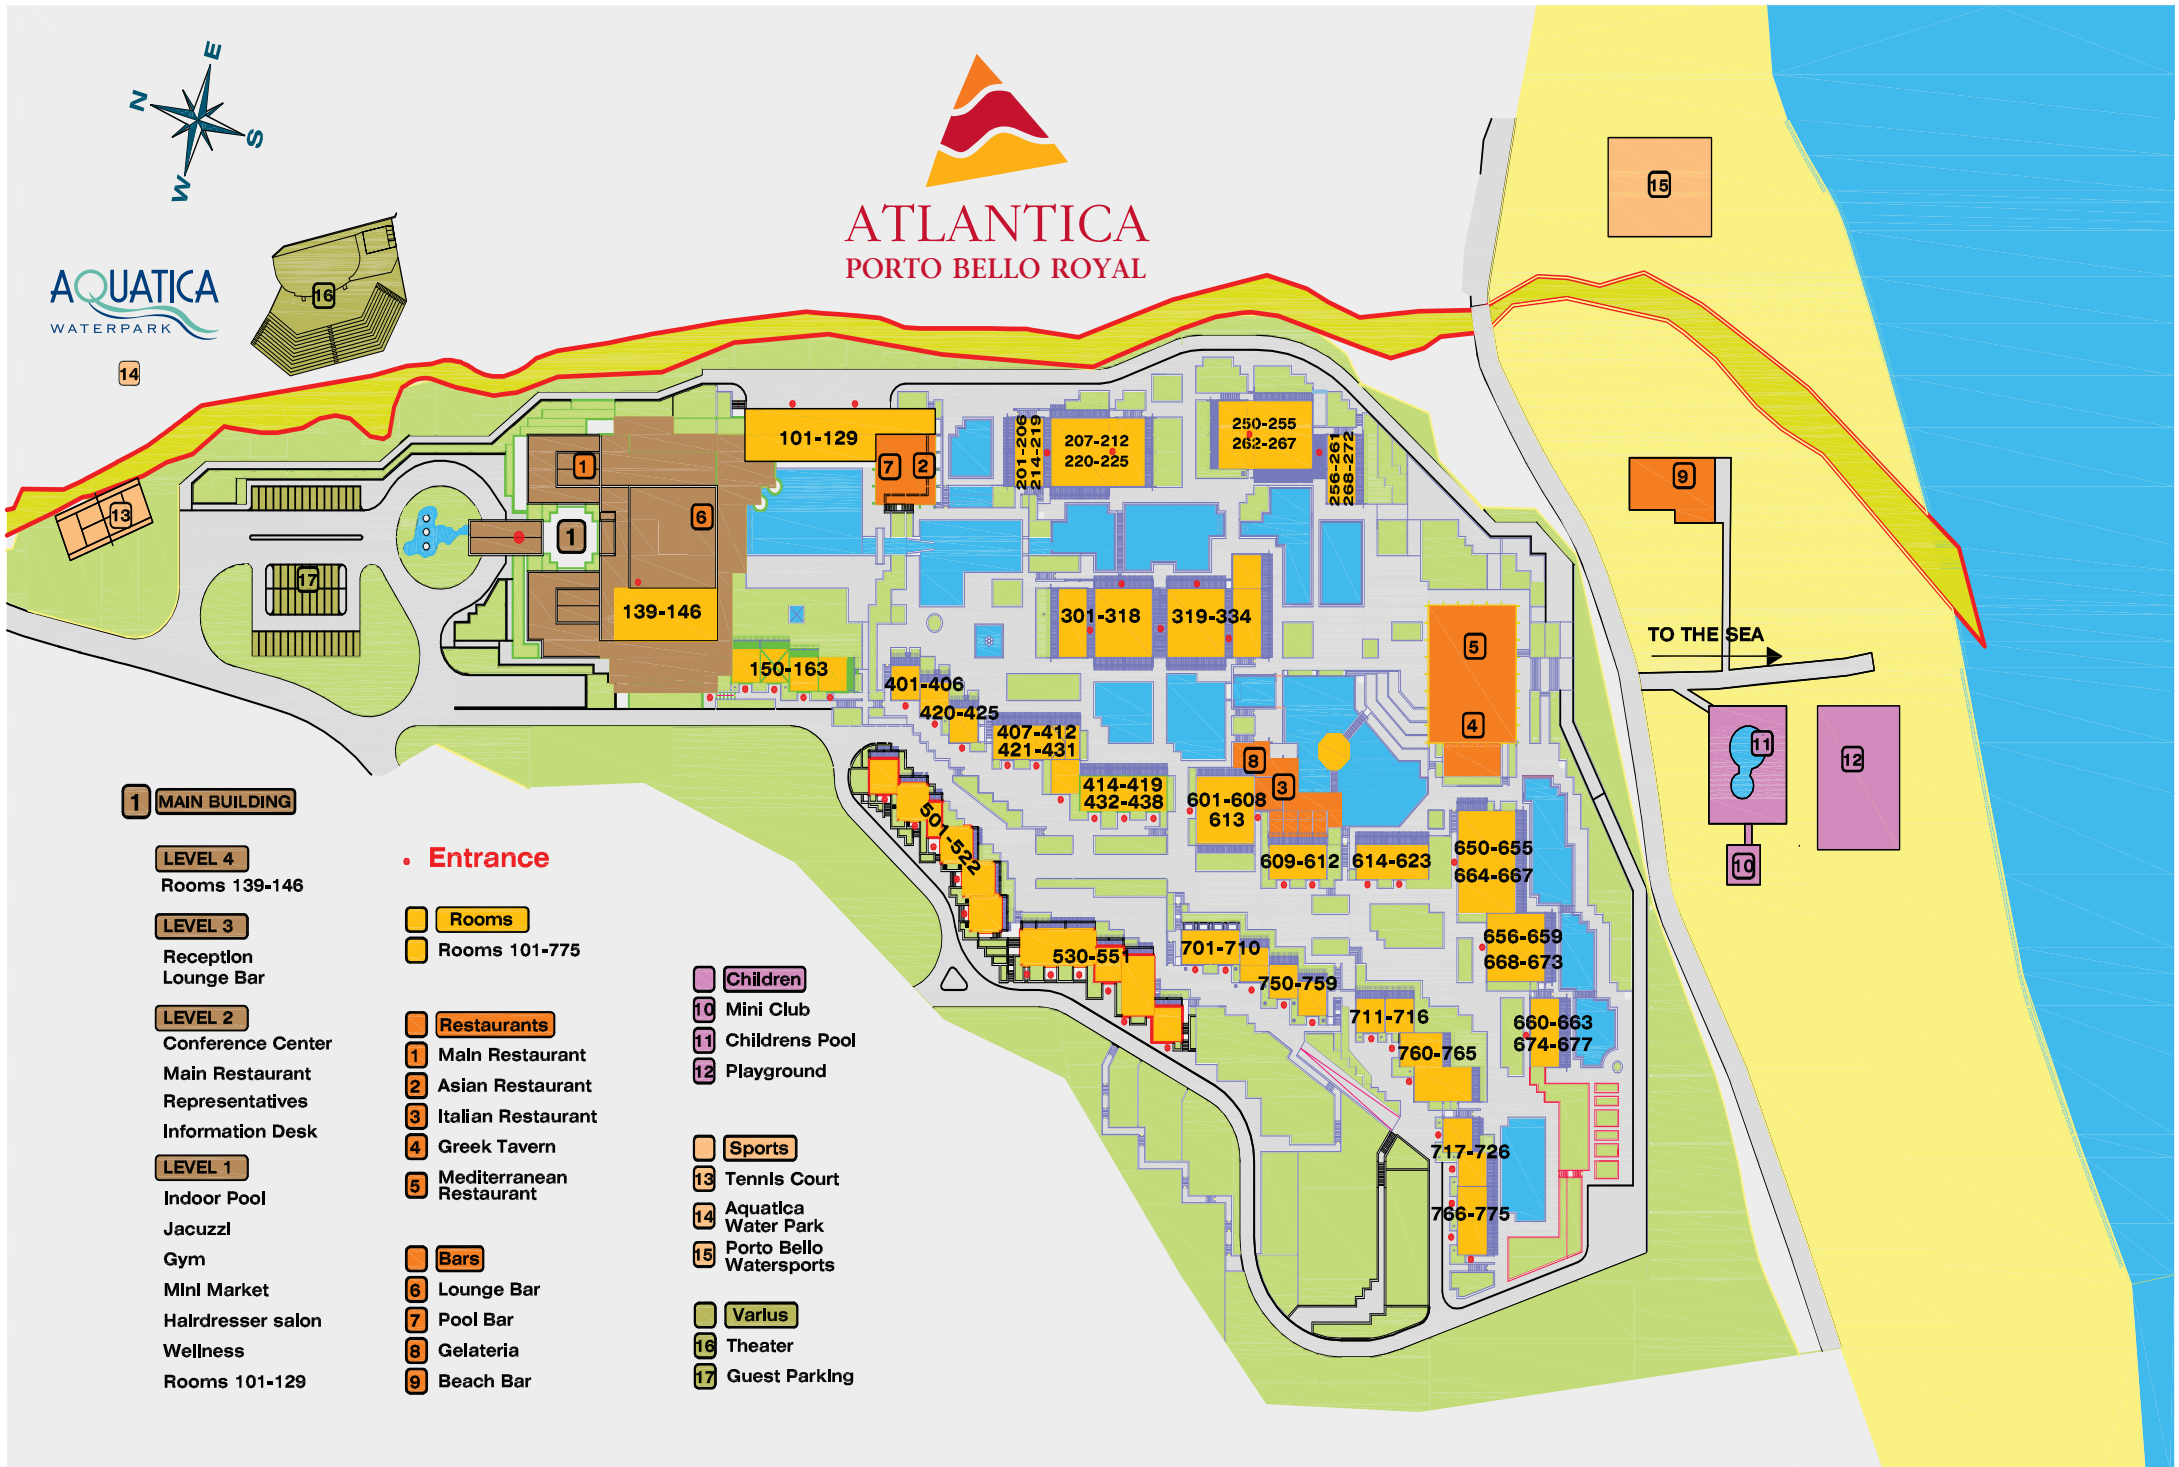 E
N
S
W
ATLANTICA
PORTO BELLO ROYAL
AQUATICA
WATERPARK
16
14
13
17
15
1
1
6
7
2
101-129
139-146
150-163
201-206
214-219
207-212
220-225
250-255
262-267
256-261
268-272
301-318
319-334
401-406
420-425
407-412
421-431
414-419
432-438
501-522
530-551
8
3
601-608
613
609-612
614-623
5
4
650-655
664-667
656-659
668-673
660-663
674-677
701-710
750-759
711-716
760-765
717-726
766-775
9
TO THE SEA
11
12
10
1 MAIN BUILDING
LEVEL 4
Rooms 139-146
LEVEL 3
Reception
Lounge Bar
LEVEL 2
Conference Center
Main Restaurant
Representatives
Information Desk
LEVEL 1
Indoor Pool
Jacuzzi
Gym
Mini Market
Hairdresser salon
Wellness
Rooms 101-129
Entrance
Rooms
Rooms 101-775
Restaurants
1 Main Restaurant
2 Asian Restaurant
3 Italian Restaurant
4 Greek Tavern
5 Mediterranean
Restaurant
Bars
6 Lounge Bar
7 Pool Bar
8 Gelateria
9 Beach Bar
Children
10 Mini Club
11 Childrens Pool
12 Playground
Sports
13 Tennis Court
14 Aquatica
Water Park
15 Porto Bello
Watersports
Varius
16 Theater
17 Guest Parking